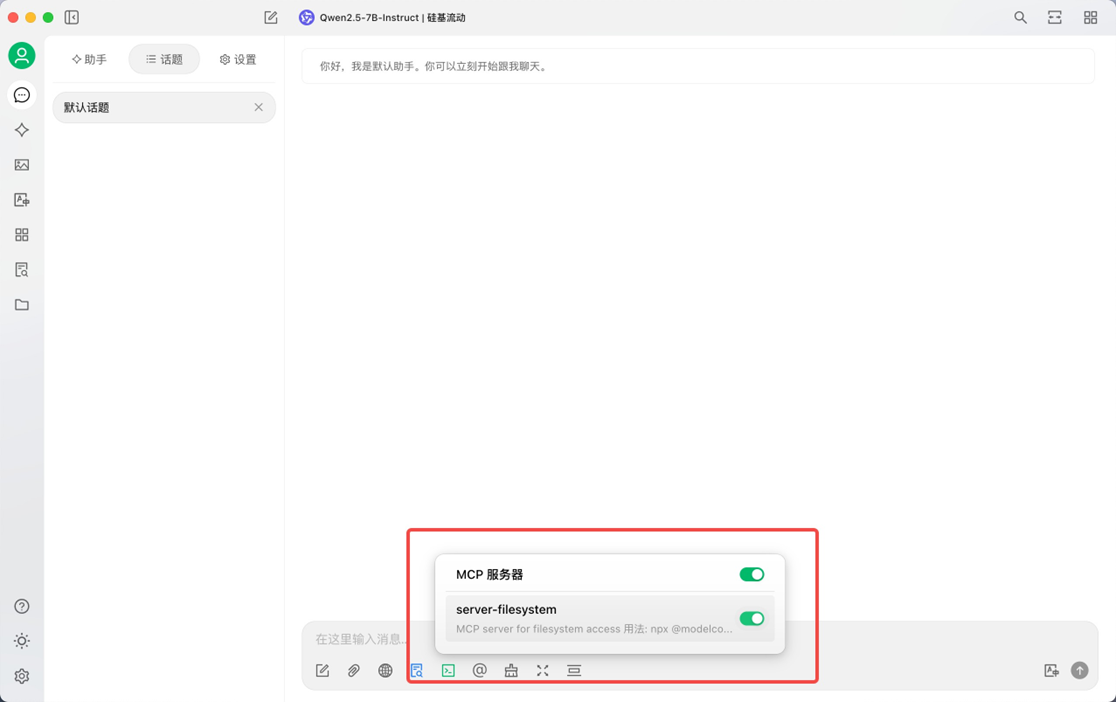 Qwen2.5-7B-Instruct | 硅基流动
助手
话题
设置
默认话题
你好，我是默认助手。你可以立刻开始跟我聊天。
MCP 服务器
server-filesystem
MCP server for filesystem access 用法: npx @modelco...
在这里输入消息...